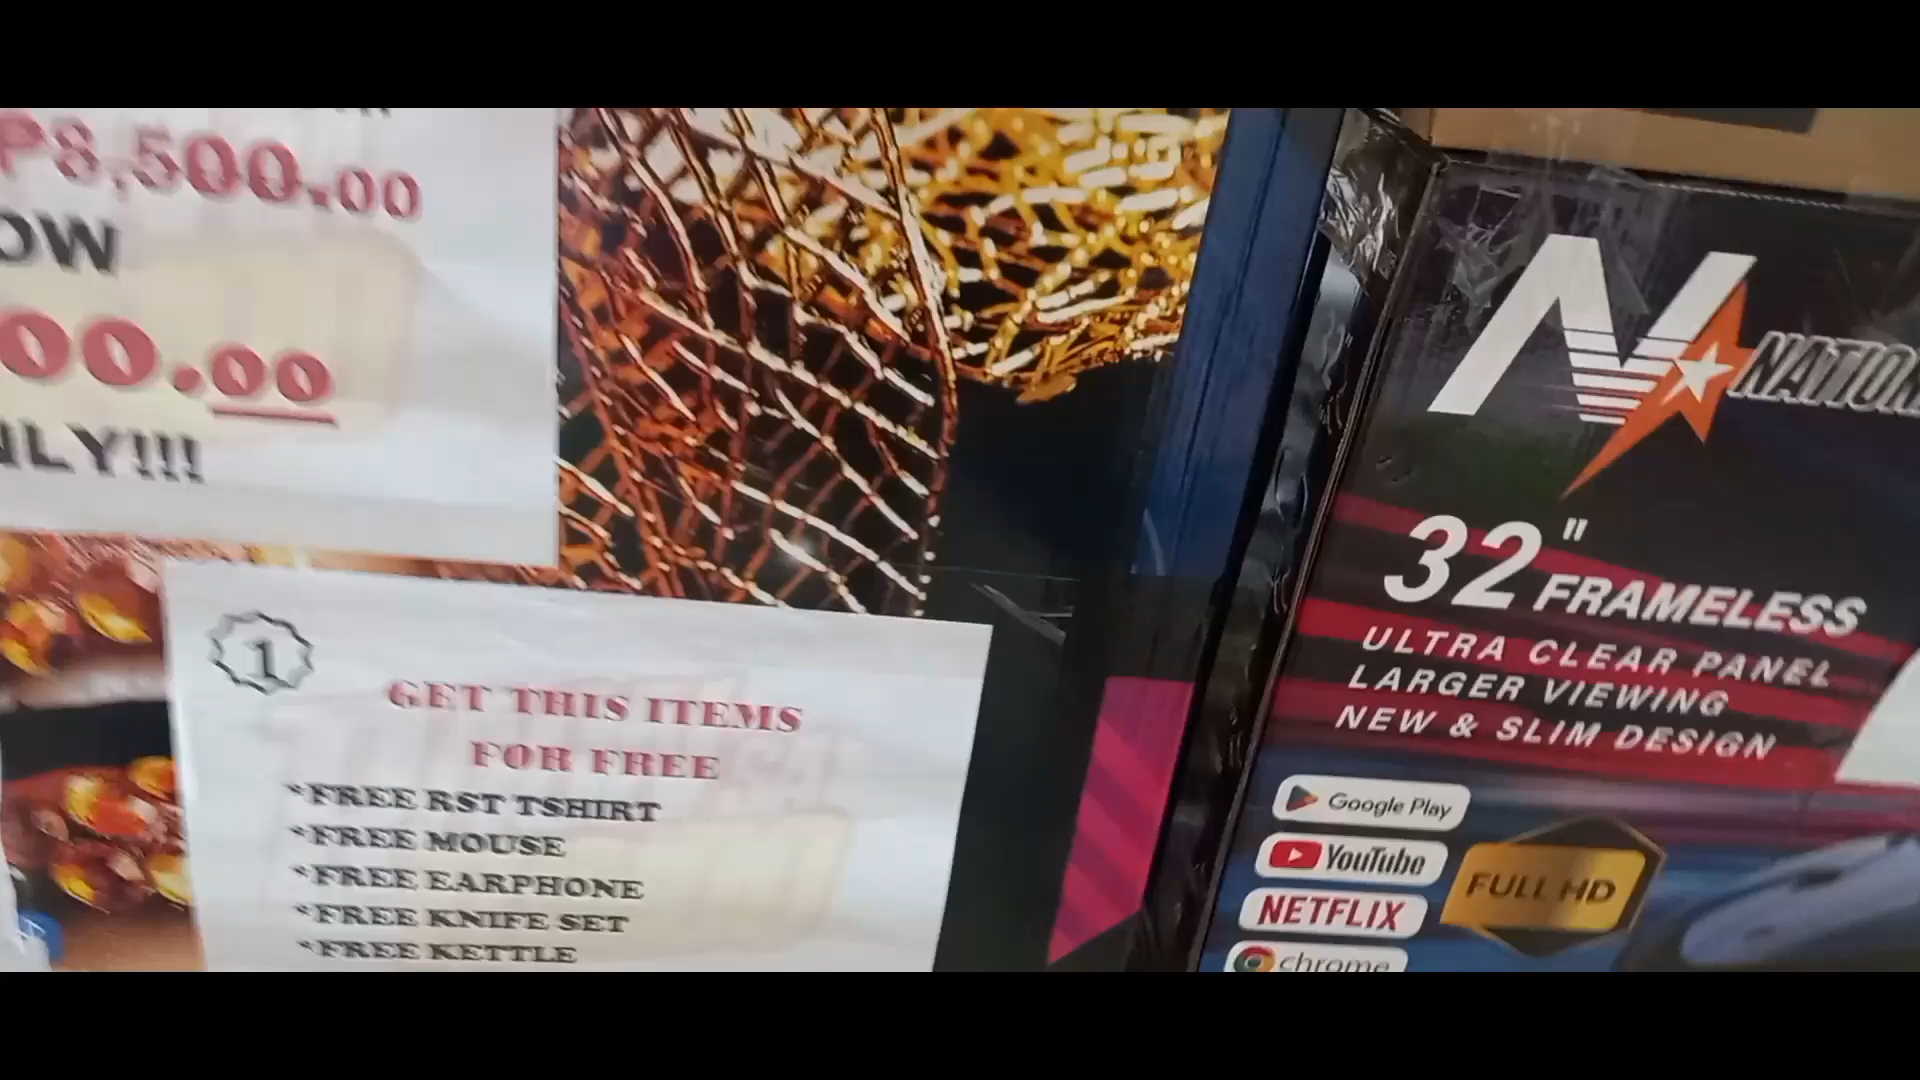 P8,500.00
OW
00.00
NLY!!!
1
GET THIS ITEMS
FOR FREE
*FREE RST TSHIRT
*FREE MOUSE
*FREE EARPHONE
*FREE KNIFE SET
*FREE KETTLE
NATION
32" FRAMELESS
ULTRA CLEAR PANEL
LARGER VIEWING
NEW & SLIM DESIGN
Google Play
YouTube
NETFLIX
chrome
FULL HD